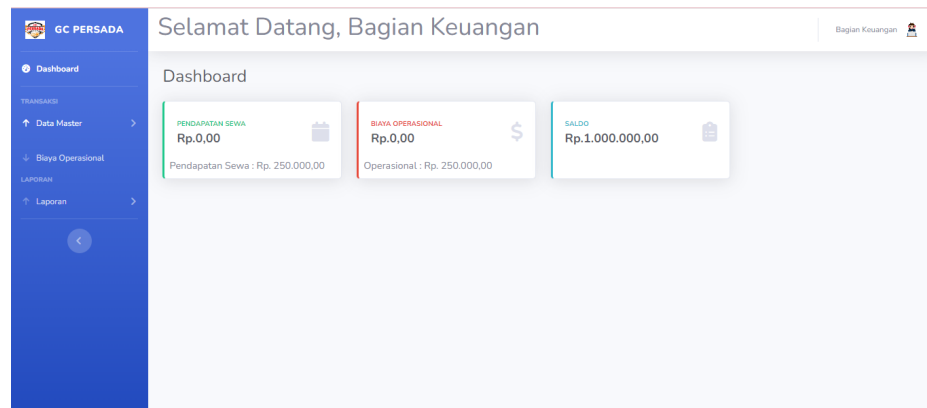 GC PERSADA
Selamat Datang, Bagian Keuangan
Bagian Keuangan
Dashboard
TRANSAKSI
Data Master
Biaya Operasional
LAPORAN
Laporan
Dashboard
PENDAPATAN SEWA
Rp.0,00
Pendapatan Sewa : Rp. 250.000,00
BIAYA OPERASIONAL
Rp.0,00
Operasional : Rp. 250.000,00
SALDO
Rp.1.000.000,00